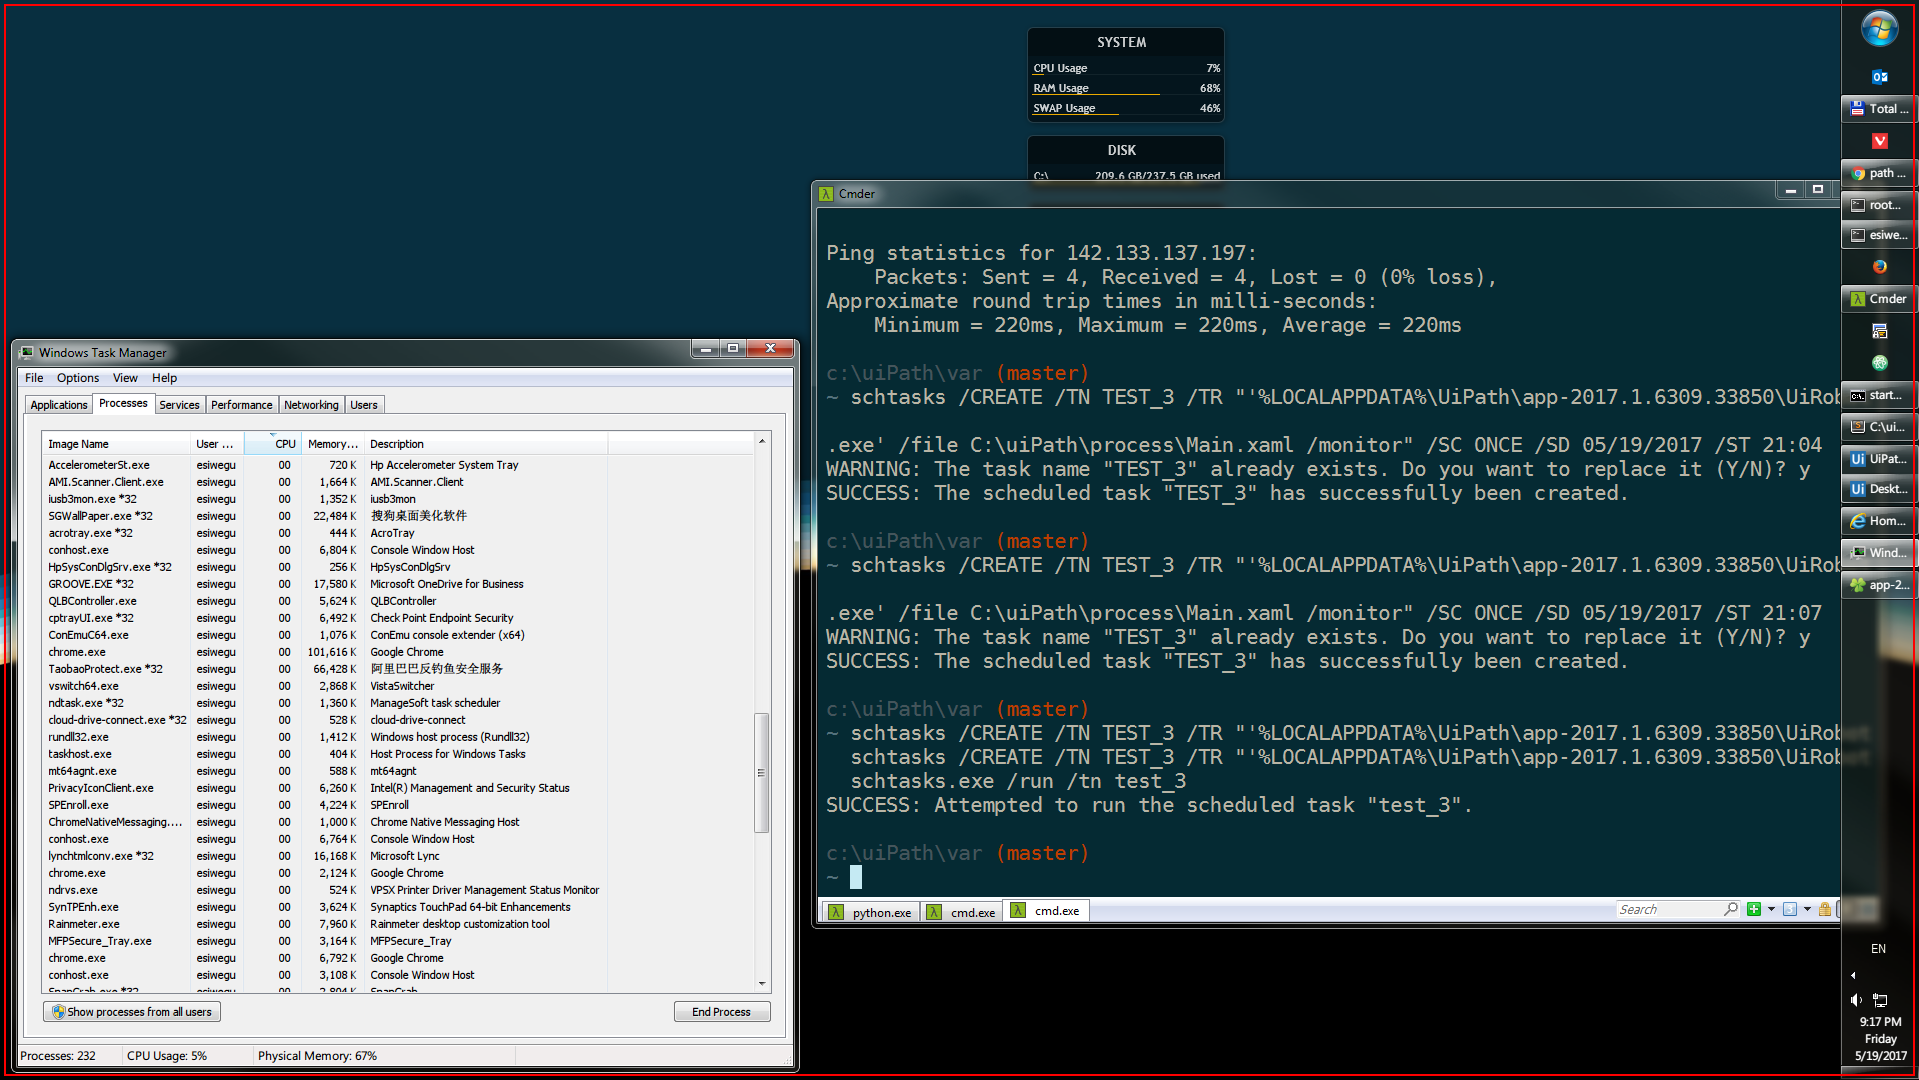 SYSTEM
CPU Usage 7%
RAM Usage 68%
SWAP Usage 46%
DISK
C:\ 209.6 GB/237.5 GB used
Windows Task Manager
File Options View Help
Applications Processes Services Performance Networking Users
Image Name User ... CPU Memory... Description
AccelerometerSt.exe esiwegu 00 720 K Hp Accelerometer System Tray
AMI.Scanner.Client.exe esiwegu 00 1,664 K AMI.Scanner.Client
iusb3mon.exe *32 esiwegu 00 1,352 K iusb3mon
SGWallPaper.exe *32 esiwegu 00 22,484 K 搜狗桌面美化软件
acrotray.exe *32 esiwegu 00 444 K AcroTray
conhost.exe esiwegu 00 6,804 K Console Window Host
HpSysConDlgSrv.exe *32 esiwegu 00 256 K HpSysConDlgSrv
GROOVE.EXE *32 esiwegu 00 17,580 K Microsoft OneDrive for Business
QLBController.exe esiwegu 00 5,624 K QLBController
cptrayUI.exe *32 esiwegu 00 6,492 K Check Point Endpoint Security
ConEmuC64.exe esiwegu 00 1,076 K ConEmu console extender (x64)
chrome.exe esiwegu 00 101,616 K Google Chrome
TaobaoProtect.exe *32 esiwegu 00 66,428 K 阿里巴巴反钓鱼安全服务
vswitch64.exe esiwegu 00 2,868 K VistaSwitcher
ndtask.exe *32 esiwegu 00 1,360 K ManageSoft task scheduler
cloud-drive-connect.exe *32 esiwegu 00 528 K cloud-drive-connect
rundll32.exe esiwegu 00 1,412 K Windows host process (Rundll32)
taskhost.exe esiwegu 00 404 K Host Process for Windows Tasks
mt64agnt.exe esiwegu 00 588 K mt64agnt
PrivacyIconClient.exe esiwegu 00 6,260 K Intel(R) Management and Security Status
SPEnroll.exe esiwegu 00 4,224 K SPEnroll
ChromeNativeMessaging.... esiwegu 00 1,000 K Chrome Native Messaging Host
conhost.exe esiwegu 00 6,764 K Console Window Host
lynchtmlconv.exe *32 esiwegu 00 16,168 K Microsoft Lync
chrome.exe esiwegu 00 2,124 K Google Chrome
ndrvs.exe esiwegu 00 524 K VPSX Printer Driver Management Status Monitor
SynTPEnh.exe esiwegu 00 3,624 K Synaptics TouchPad 64-bit Enhancements
Rainmeter.exe esiwegu 00 7,960 K Rainmeter desktop customization tool
MFPSecure_Tray.exe esiwegu 00 3,164 K MFPSecure_Tray
chrome.exe esiwegu 00 6,792 K Google Chrome
conhost.exe esiwegu 00 3,108 K Console Window Host
SnapCrab.exe *32 esiwegu 00 2,804 K SnapCrab
Show processes from all users End Process
Processes: 232 CPU Usage: 5% Physical Memory: 67%
Cmder
Ping statistics for 142.133.137.197:
Packets: Sent = 4, Received = 4, Lost = 0 (0% loss),
Approximate round trip times in milli-seconds:
Minimum = 220ms, Maximum = 220ms, Average = 220ms
c:\uiPath\var (master)
~ schtasks /CREATE /TN TEST_3 /TR "'%LOCALAPPDATA%\UiPath\app-2017.1.6309.33850\UiRob
.exe' /file C:\uiPath\process\Main.xaml /monitor" /SC ONCE /SD 05/19/2017 /ST 21:04
WARNING: The task name "TEST_3" already exists. Do you want to replace it (Y/N)? y
SUCCESS: The scheduled task "TEST_3" has successfully been created.
c:\uiPath\var (master)
~ schtasks /CREATE /TN TEST_3 /TR "'%LOCALAPPDATA%\UiPath\app-2017.1.6309.33850\UiRob
.exe' /file C:\uiPath\process\Main.xaml /monitor" /SC ONCE /SD 05/19/2017 /ST 21:07
WARNING: The task name "TEST_3" already exists. Do you want to replace it (Y/N)? y
SUCCESS: The scheduled task "TEST_3" has successfully been created.
c:\uiPath\var (master)
~ schtasks /CREATE /TN TEST_3 /TR "'%LOCALAPPDATA%\UiPath\app-2017.1.6309.33850\UiRobot
schtasks /CREATE /TN TEST_3 /TR "'%LOCALAPPDATA%\UiPath\app-2017.1.6309.33850\UiRobot
schtasks.exe /run /tn test_3
SUCCESS: Attempted to run the scheduled task "test_3".
c:\uiPath\var (master)
~
python.exe cmd.exe cmd.exe Search
Total ...
path ...
root...
esiwe...
Cmder
start...
C:\ui...
UiPat...
Deskt...
Hom...
Wind...
app-2...
EN
9:17 PM
Friday
5/19/2017